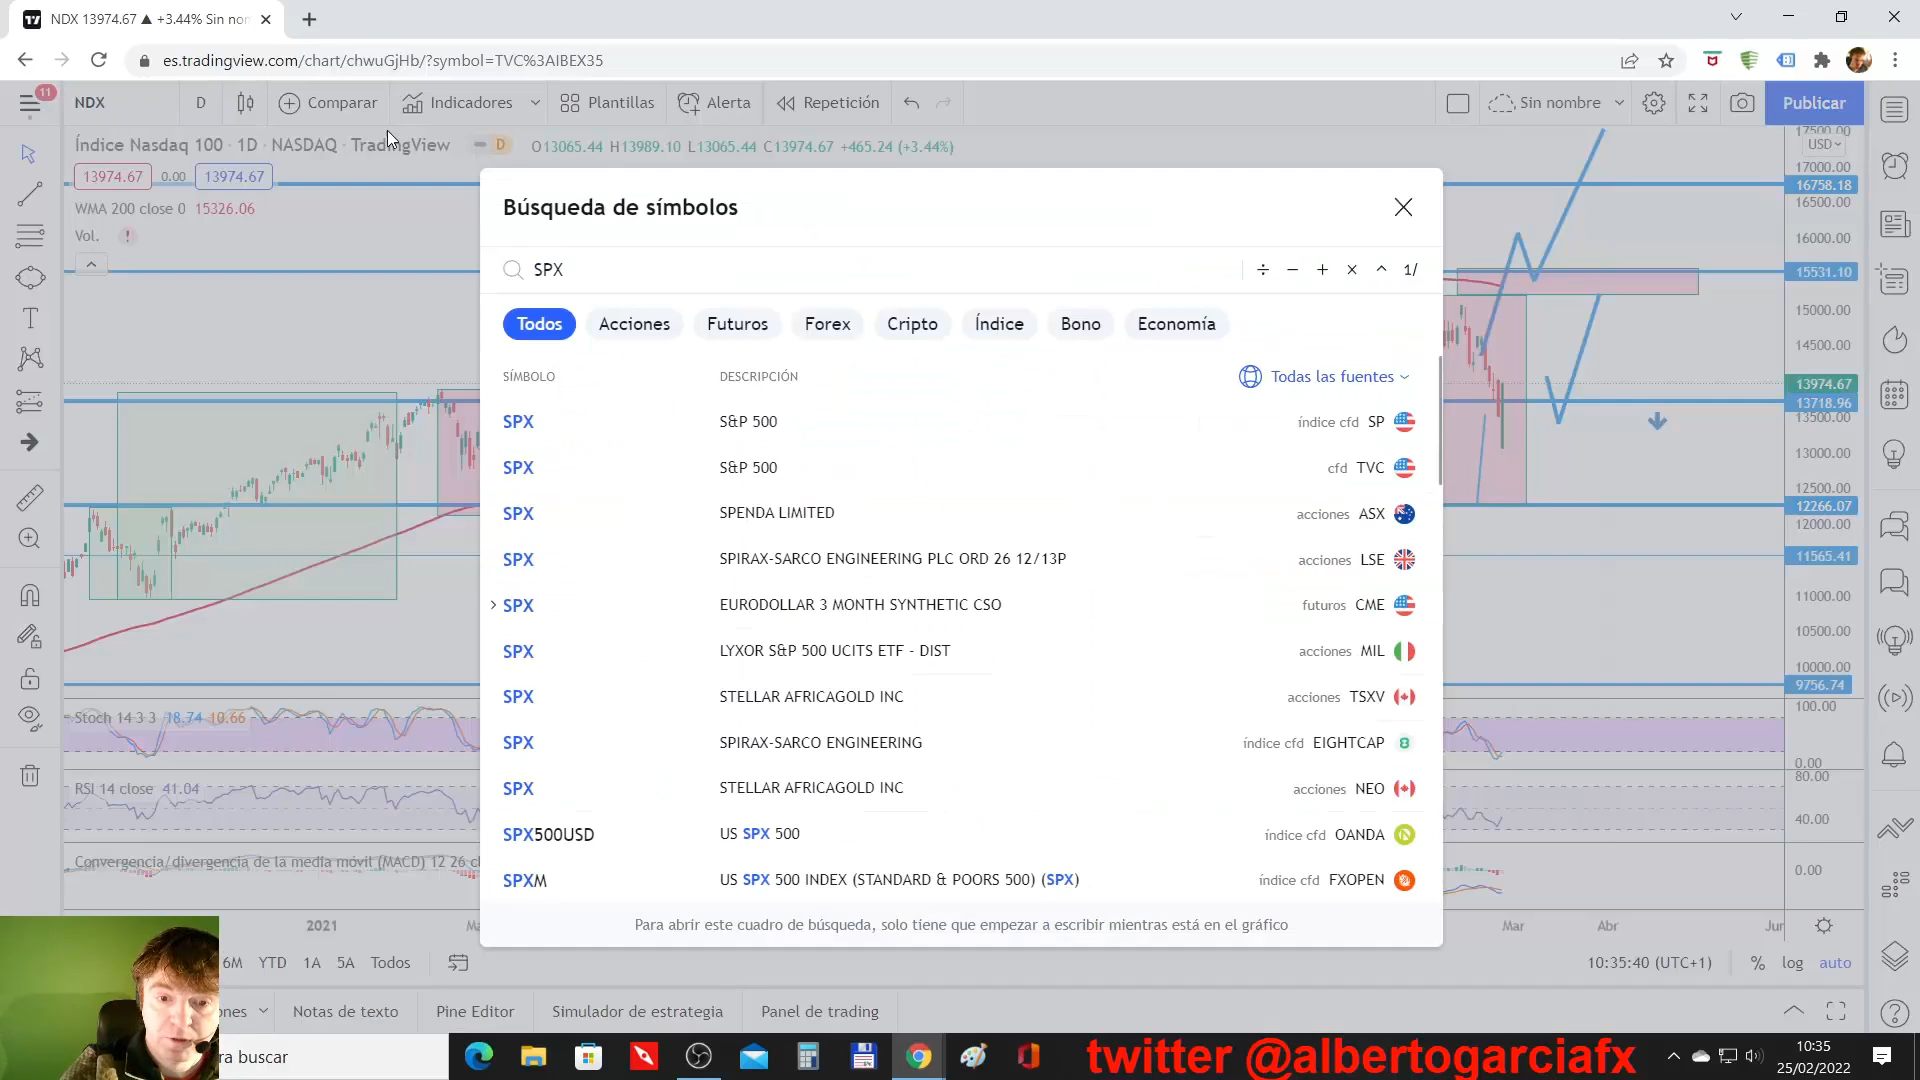 NDX 13974.67 ▲ +3.44% Sin nor
es.tradingview.com/chart/chwuGjHb/?symbol=TVC%3AIBEX35
11
NDX D Comparar Indicadores Plantillas Alerta Repetición Sin nombre Publicar
Índice Nasdaq 100 · 1D · NASDAQ · TradingView D O13065.44 H13989.10 L13065.44 C13974.67 +465.24 (+3.44%)
13974.67 0.00 13974.67
WMA 200 close 0 15326.06
Vol. !
Búsqueda de símbolos
SPX ÷ − + × ^ 1/
Todos Acciones Futuros Forex Cripto Índice Bono Economía
SÍMBOLO DESCRIPCIÓN Todas las fuentes
SPX S&P 500 índice cfd SP
SPX S&P 500 cfd TVC
SPX SPENDA LIMITED acciones ASX
SPX SPIRAX-SARCO ENGINEERING PLC ORD 26 12/13P acciones LSE
SPX EURODOLLAR 3 MONTH SYNTHETIC CSO futuros CME
SPX LYXOR S&P 500 UCITS ETF - DIST acciones MIL
SPX STELLAR AFRICAGOLD INC acciones TSXV
SPX SPIRAX-SARCO ENGINEERING índice cfd EIGHTCAP
SPX STELLAR AFRICAGOLD INC acciones NEO
SPX500USD US SPX 500 índice cfd OANDA
SPXM US SPX 500 INDEX (STANDARD & POORS 500) (SPX) índice cfd FXOPEN
Para abrir este cuadro de búsqueda, solo tiene que empezar a escribir mientras está en el gráfico
17500.00
USD
17000.00
16758.18
16500.00
16000.00
15531.10
15000.00
14500.00
13974.67
13718.96
13500.00
13000.00
12500.00
12266.07
12000.00
11565.41
11000.00
10500.00
10000.00
9756.74
100.00
0.00
80.00
40.00
0.00
Stoch 14 3 3 18.74 10.66
RSI 14 close 41.04
Convergencia/divergencia de la media móvil (MACD) 12 26 cl
2021 Ma Mar Abr Jun
6M YTD 1A 5A Todos 10:35:40 (UTC+1) % log auto
ones Notas de texto Pine Editor Simulador de estrategia Panel de trading
ra buscar
twitter @albertogarciafx
10:35
25/02/2022